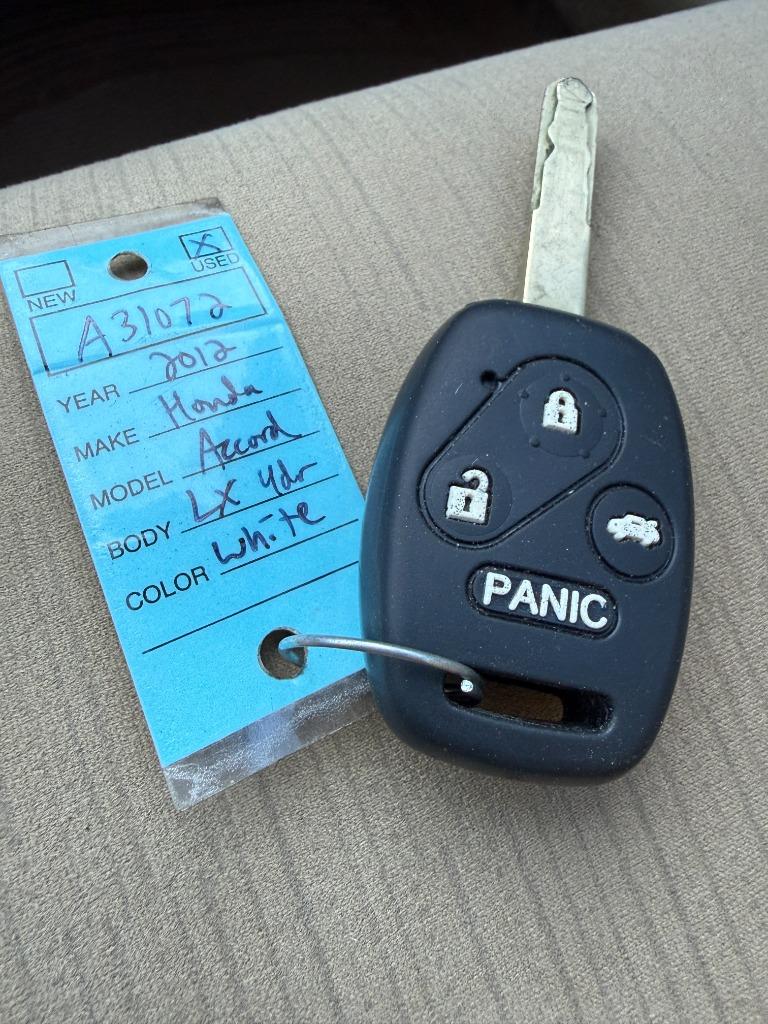 X
NEW USED
A31072
YEAR 2012
MAKE Honda
MODEL Accord
BODY LX 4dr
COLOR White
PANIC